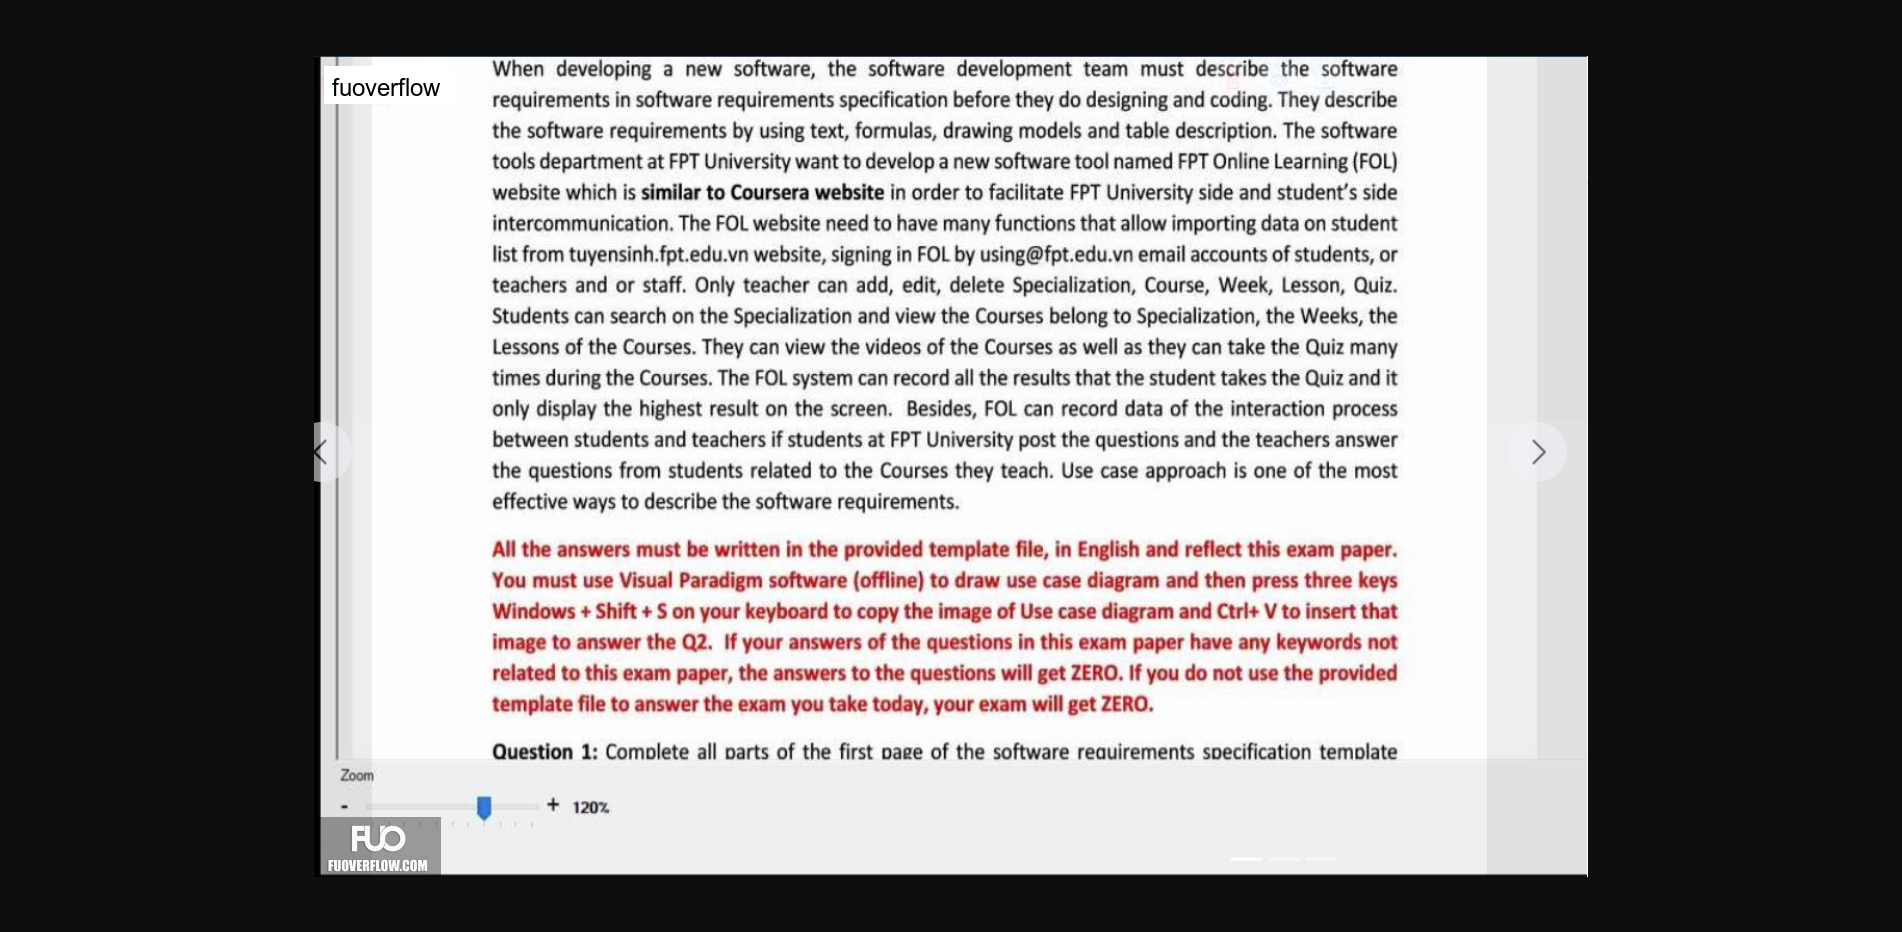 fuoverflow
When developing a new software, the software development team must describe the software
requirements in software requirements specification before they do designing and coding. They describe
the software requirements by using text, formulas, drawing models and table description. The software
tools department at FPT University want to develop a new software tool named FPT Online Learning (FOL)
website which is similar to Coursera website in order to facilitate FPT University side and student's side
intercommunication. The FOL website need to have many functions that allow importing data on student
list from tuyensinh.fpt.edu.vn website, signing in FOL by using@fpt.edu.vn email accounts of students, or
teachers and or staff. Only teacher can add, edit, delete Specialization, Course, Week, Lesson, Quiz.
Students can search on the Specialization and view the Courses belong to Specialization, the Weeks, the
Lessons of the Courses. They can view the videos of the Courses as well as they can take the Quiz many
times during the Courses. The FOL system can record all the results that the student takes the Quiz and it
only display the highest result on the screen. Besides, FOL can record data of the interaction process
between students and teachers if students at FPT University post the questions and the teachers answer
the questions from students related to the Courses they teach. Use case approach is one of the most
effective ways to describe the software requirements.
All the answers must be written in the provided template file, in English and reflect this exam paper.
You must use Visual Paradigm software (offline) to draw use case diagram and then press three keys
Windows + Shift + S on your keyboard to copy the image of Use case diagram and Ctrl+ V to insert that
image to answer the Q2. If your answers of the questions in this exam paper have any keywords not
related to this exam paper, the answers to the questions will get ZERO. If you do not use the provided
template file to answer the exam you take today, your exam will get ZERO.
Question 1: Complete all parts of the first page of the software requirements specification template
Zoom
- + 120%
FUO
FUOVERFLOW.COM